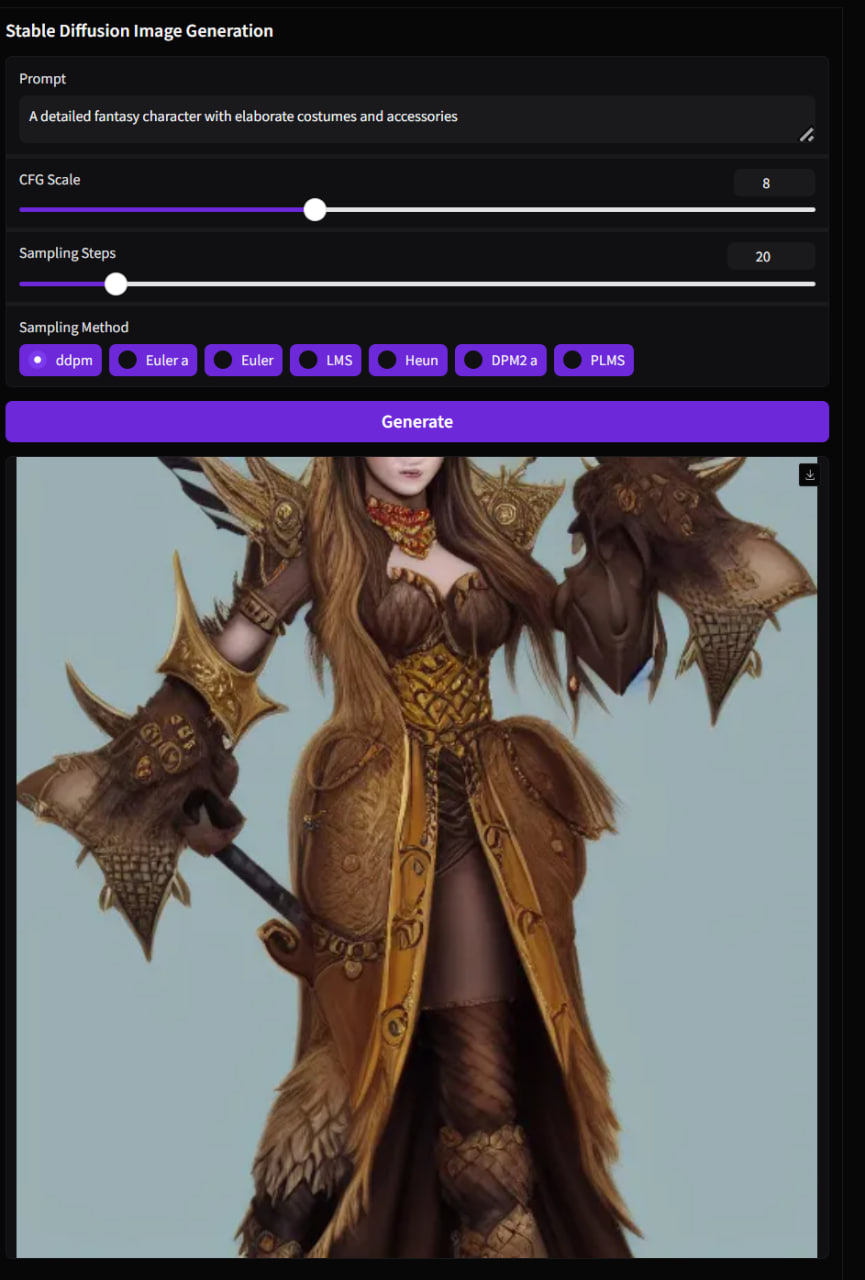 Stable Diffusion Image Generation
Prompt
A detailed fantasy character with elaborate costumes and accessories
CFG Scale
8
Sampling Steps
20
Sampling Method
ddpm Euler a Euler LMS Heun DPM2 a PLMS
Generate